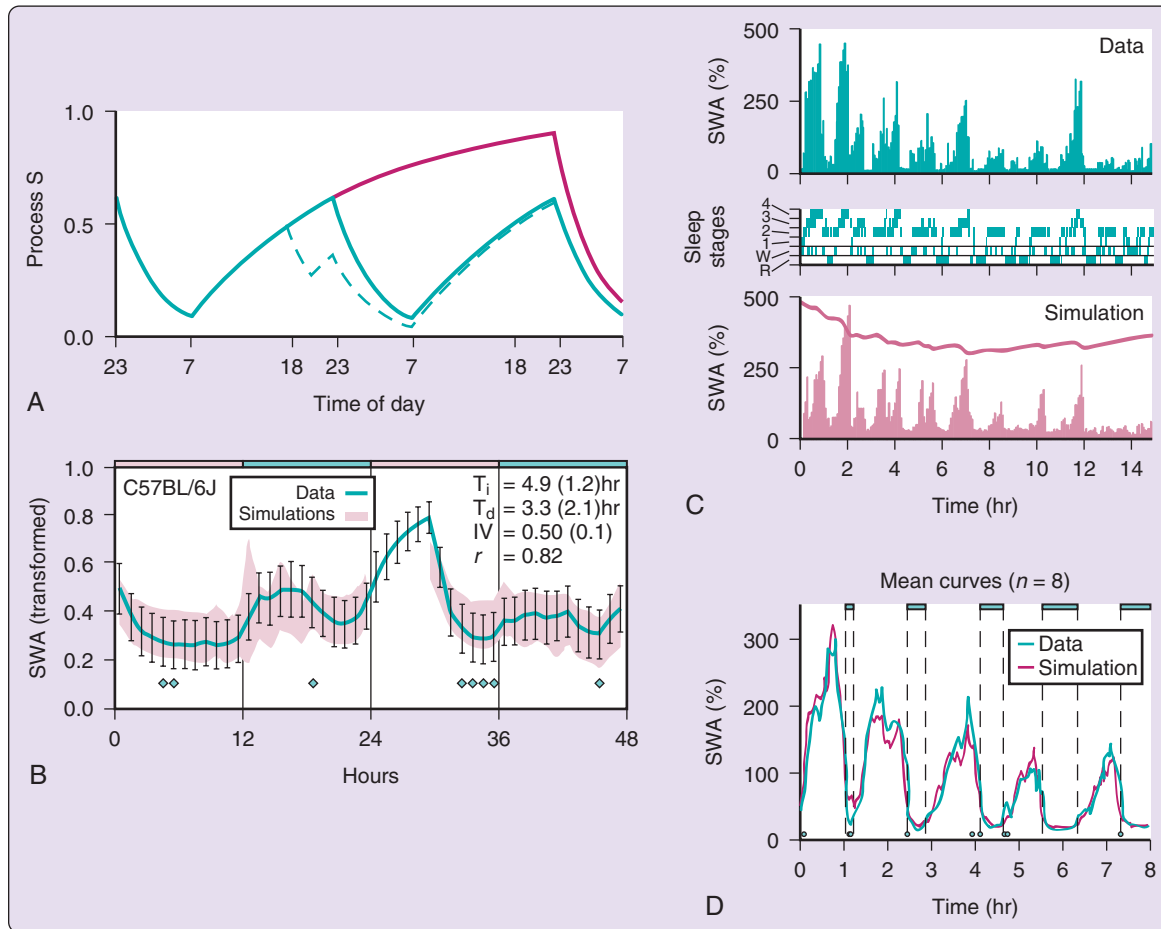 1.0
0.5
0.0
Process S
23
7
18
23
7
18
23
7
Time of day
A
1.0
0.8
0.6
0.4
0.2
0.0
SWA (transformed)
C57BL/6J
Data
Simulations
Ti = 4.9 (1.2)hr
Td = 3.3 (2.1)hr
IV = 0.50 (0.1)
r = 0.82
0
12
24
36
48
Hours
B
500
250
0
SWA (%)
Data
4
3
2
1
W
R
Sleep
stages
500
250
0
SWA (%)
Simulation
0
2
4
6
8
10
12
14
Time (hr)
C
Mean curves (n = 8)
300
200
100
0
SWA (%)
Data
Simulation
0
1
2
3
4
5
6
7
8
Time (hr)
D